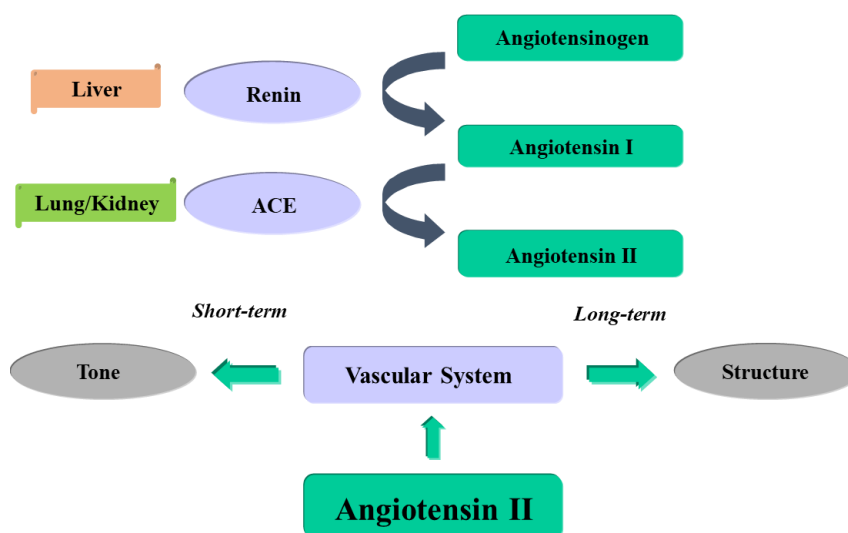 Angiotensinogen
Liver
Renin
Angiotensin I
Lung/Kidney
ACE
Angiotensin II
Short-term
Long-term
Tone
Vascular System
Structure
Angiotensin II